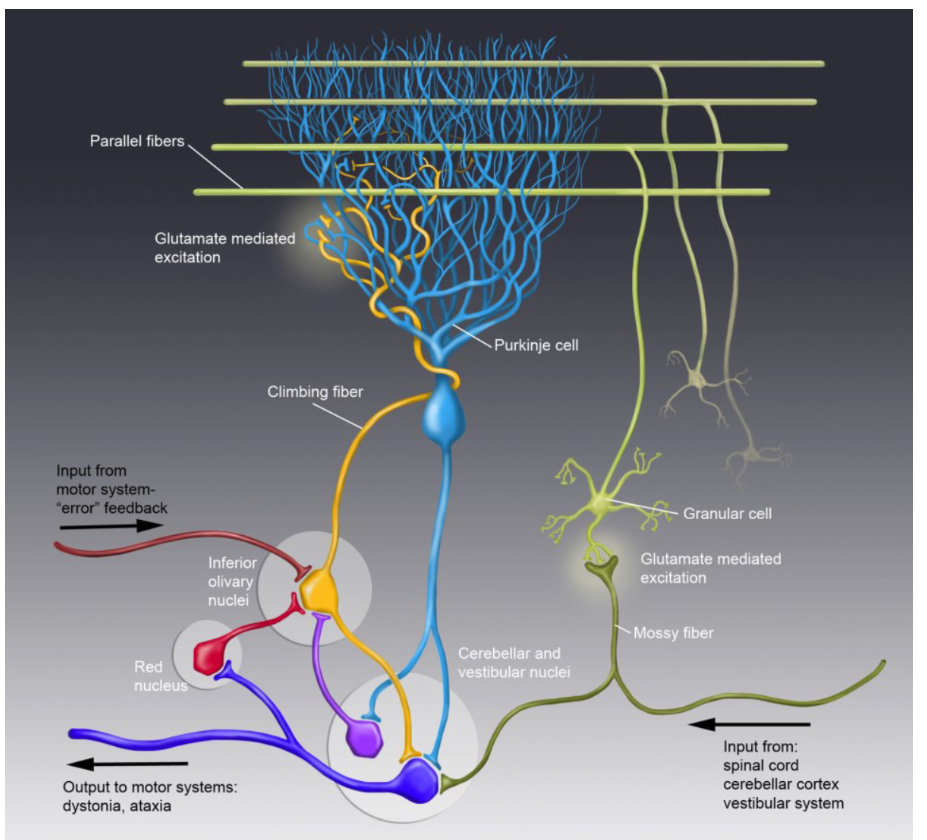 Parallel fibers
Glutamate mediated
excitation
Purkinje cell
Climbing fiber
Input from
motor system-
“error” feedback
Granular cell
Inferior
olivary
nuclei
Glutamate mediated
excitation
Mossy fiber
Cerebellar and
vestibular nuclei
Red
nucleus
Input from:
spinal cord
cerebellar cortex
vestibular system
Output to motor systems:
dystonia, ataxia